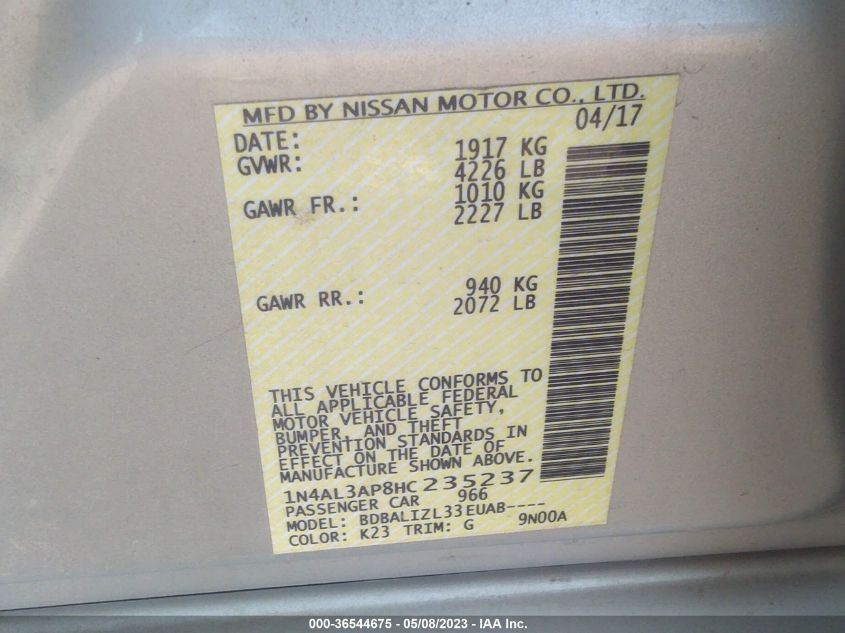 MFD BY NISSAN MOTOR CO., LTD.
DATE: 04/17
GVWR: 1917 KG
4226 LB
GAWR FR.: 1010 KG
2227 LB
GAWR RR.: 940 KG
2072 LB
THIS VEHICLE CONFORMS TO
ALL APPLICABLE FEDERAL
MOTOR VEHICLE SAFETY,
BUMPER, AND THEFT
PREVENTION STANDARDS IN
EFFECT ON THE DATE OF
MANUFACTURE SHOWN ABOVE.
1N4AL3AP8HC235237
PASSENGER CAR 966
MODEL: BDBALIZL33EUAB----
COLOR: K23 TRIM: G 9N00A
000-36544675 - 05/08/2023 - IAA Inc.